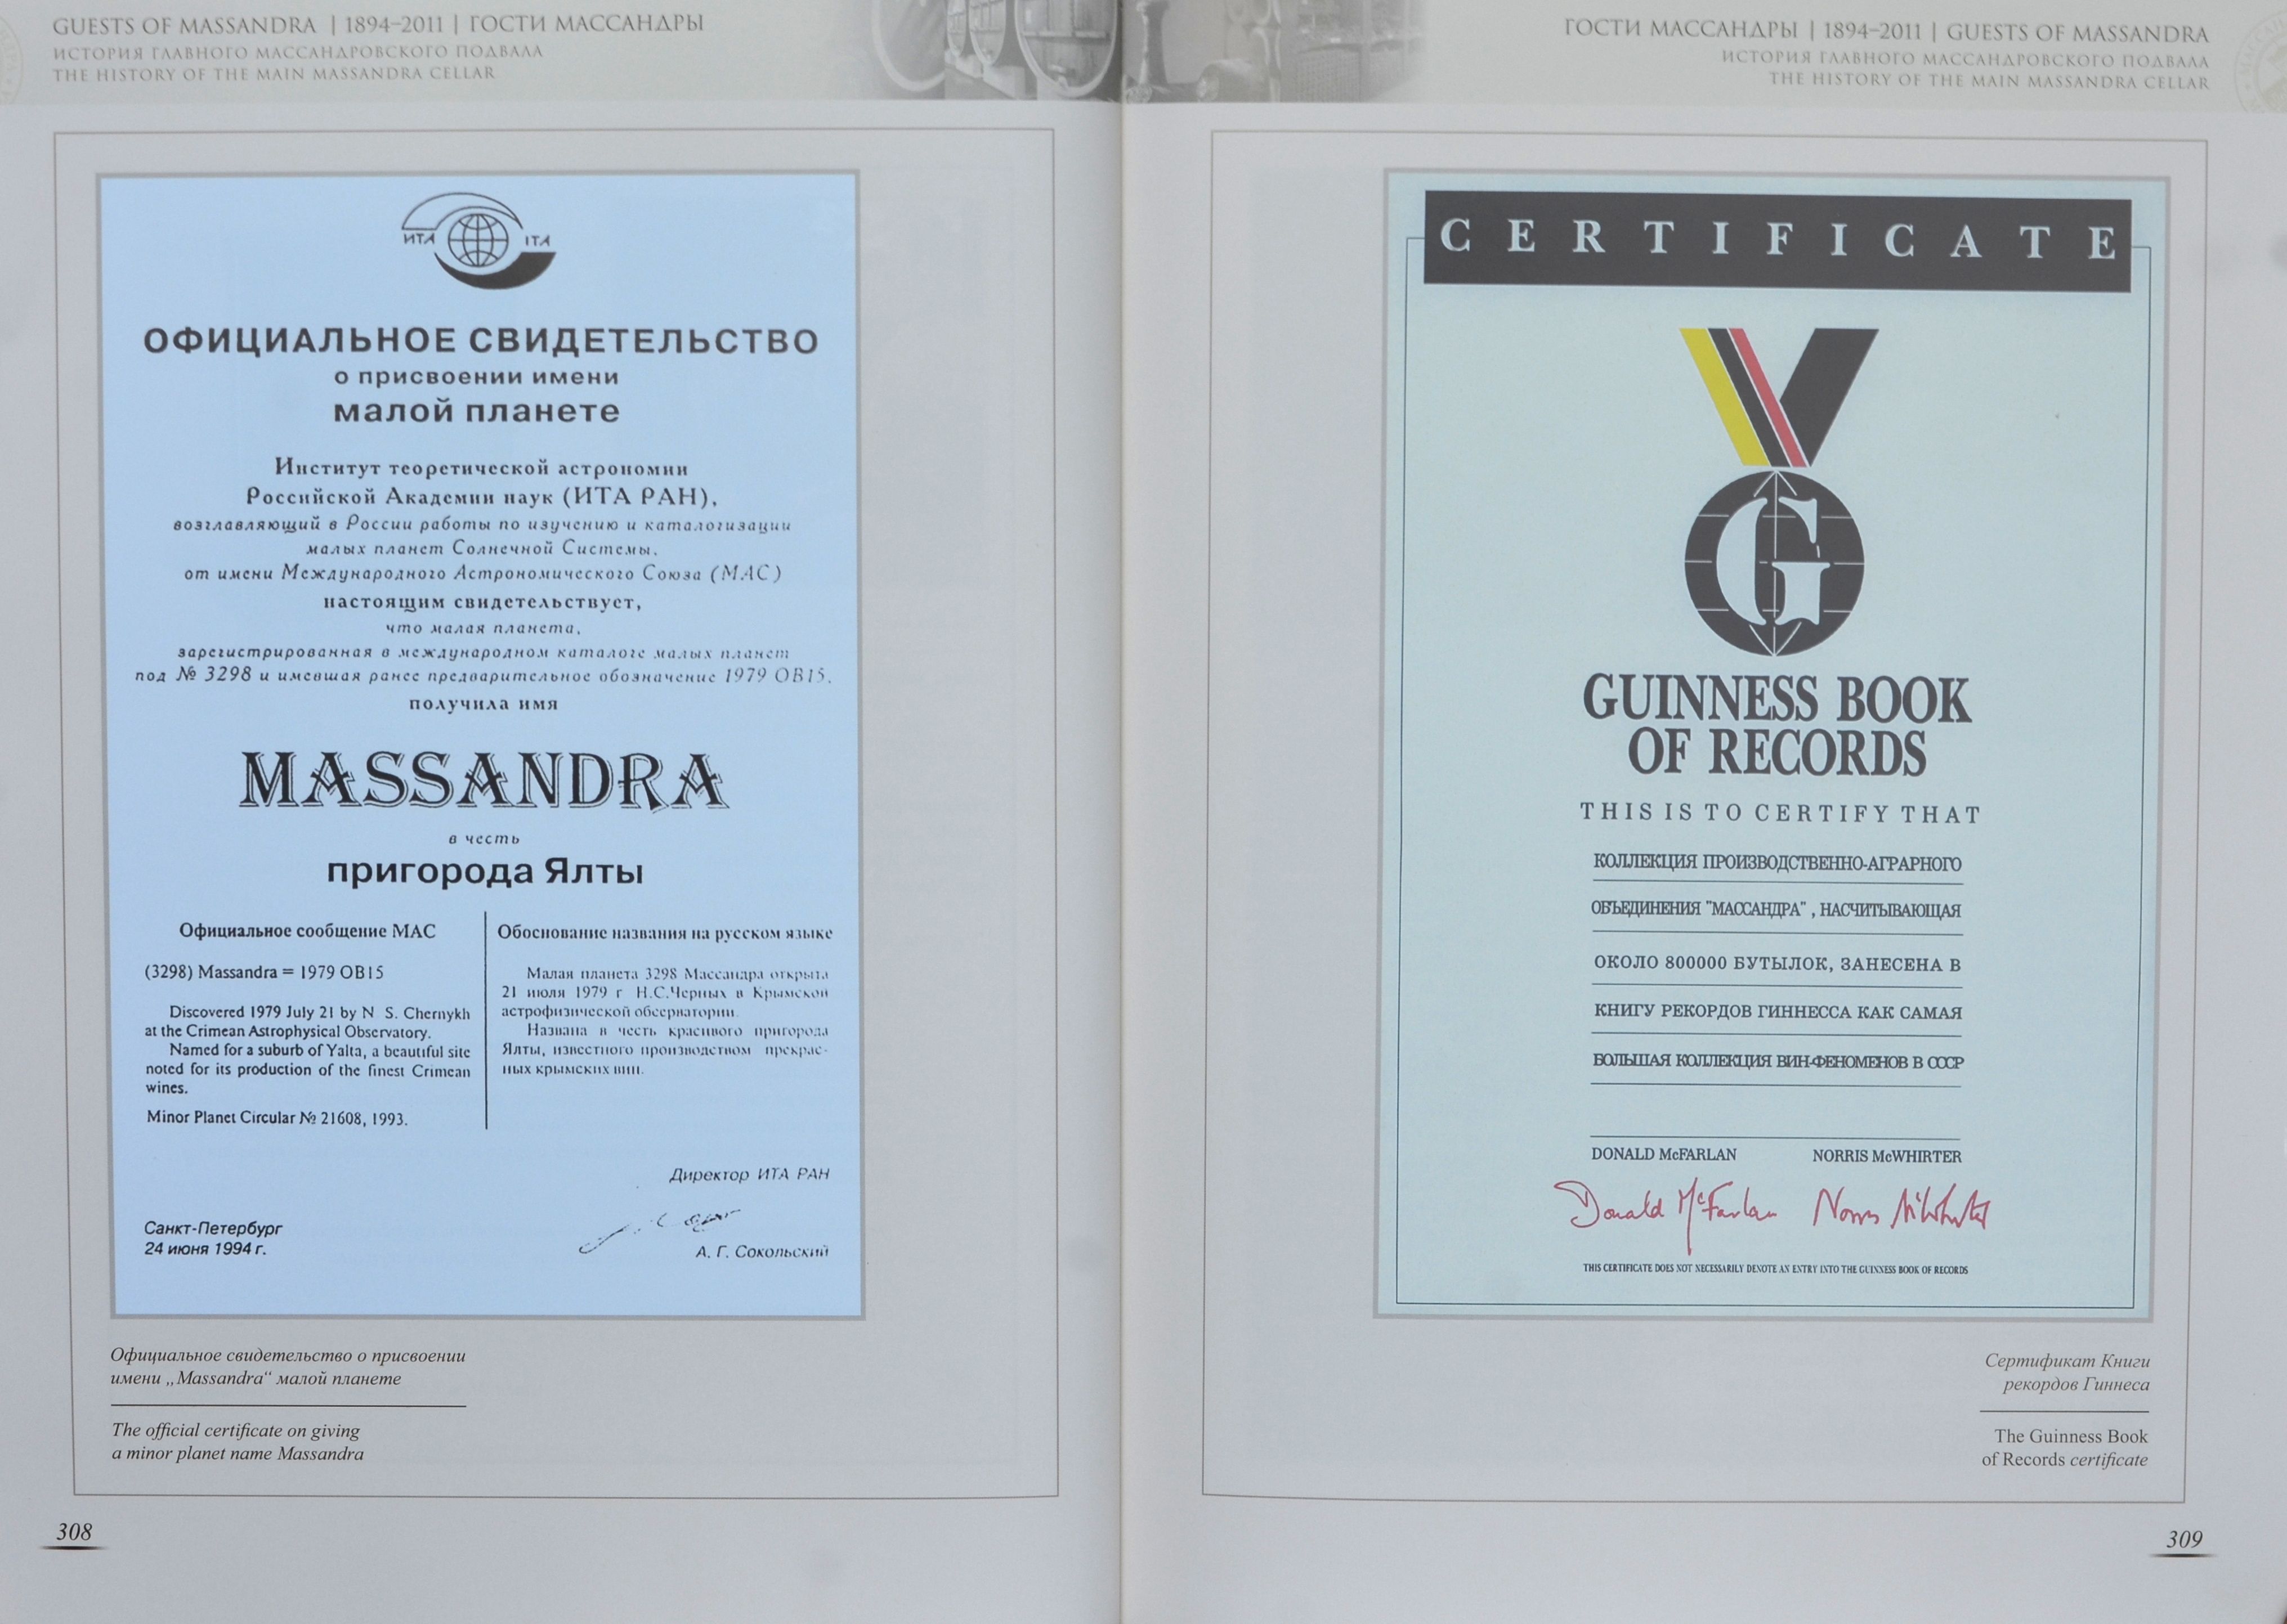 GUESTS OF MASSANDRA | 1894–2011 | ГОСТИ МАССАНДРЫ
ИСТОРИЯ ГЛАВНОГО МАССАНДРОВСКОГО ПОДВАЛА
THE HISTORY OF THE MAIN MASSANDRA CELLAR
ИТА ITA
ОФИЦИАЛЬНОЕ СВИДЕТЕЛЬСТВО
о присвоении имени
малой планете
Институт теоретической астрономии
Российской Академии наук (ИТА РАН),
возглавляющий в России работы по изучению и каталогизации
малых планет Солнечной Системы,
от имени Международного Астрономического Союза (МАС)
настоящим свидетельствует,
что малая планета,
зарегистрированная в международном каталоге малых планет
под № 3298 и имевшая ранее предварительное обозначение 1979 OB15,
получила имя
MASSANDRA
в честь
пригорода Ялты
Официальное сообщение МАС
(3298) Massandra = 1979 OB15
Discovered 1979 July 21 by N S. Chernykh
at the Crimean Astrophysical Observatory.
Named for a suburb of Yalta, a beautiful site
noted for its production of the finest Crimean
wines.
Minor Planet Circular № 21608, 1993.
Обоснование названия на русском языке
Малая планета 3298 Массандра открыта
21 июля 1979 г Н.С.Черных в Крымской
астрофизической обсерватории.
Названа в честь красивого пригорода
Ялты, известного производством прекрас-
ных крымских вин.
Директор ИТА РАН
Санкт-Петербург
24 июня 1994 г.
А. Г. Сокольский
Официальное свидетельство о присвоении
имени „Massandra“ малой планете
The official certificate on giving
a minor planet name Massandra
308
ГОСТИ МАССАНДРЫ | 1894–2011 | GUESTS OF MASSANDRA
ИСТОРИЯ ГЛАВНОГО МАССАНДРОВСКОГО ПОДВАЛА
THE HISTORY OF THE MAIN MASSANDRA CELLAR
CERTIFICATE
G
GUINNESS BOOK
OF RECORDS
THIS IS TO CERTIFY THAT
КОЛЛЕКЦИЯ ПРОИЗВОДСТВЕННО-АГРАРНОГО
ОБЪЕДИНЕНИЯ "МАССАНДРА" , НАСЧИТЫВАЮЩАЯ
ОКОЛО 800000 БУТЫЛОК, ЗАНЕСЕНА В
КНИГУ РЕКОРДОВ ГИННЕССА КАК САМАЯ
БОЛЬШАЯ КОЛЛЕКЦИЯ ВИН-ФЕНОМЕНОВ В СССР
DONALD McFARLAN NORRIS McWHIRTER
Donald McFarlan Norris McWhirter
THIS CERTIFICATE DOES NOT NECESSARILY DENOTE AN ENTRY INTO THE GUINNESS BOOK OF RECORDS
Сертификат Книги
рекордов Гиннеса
The Guinness Book
of Records certificate
309